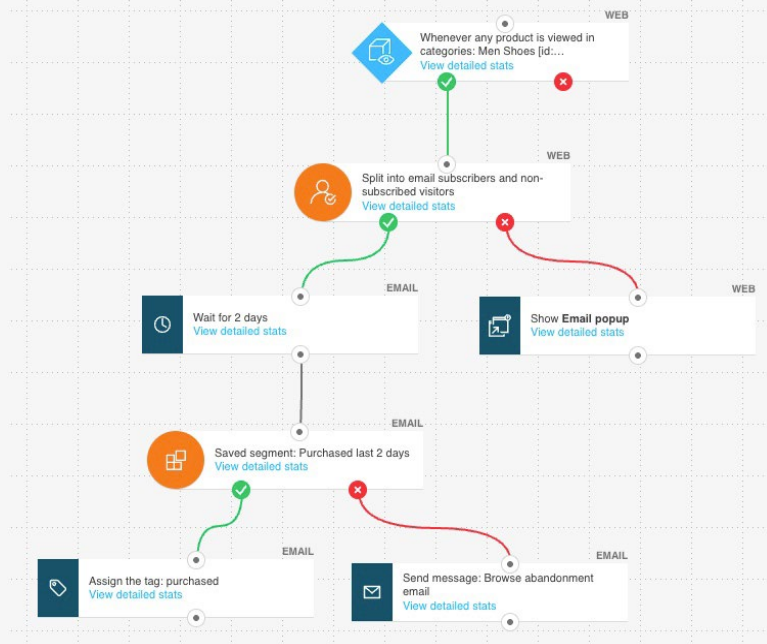 WEB
Whenever any product is viewed in
categories: Men Shoes [id:...
View detailed stats
WEB
Split into email subscribers and non-
subscribed visitors
View detailed stats
EMAIL
Wait for 2 days
View detailed stats
WEB
Show Email popup
View detailed stats
EMAIL
Saved segment: Purchased last 2 days
View detailed stats
EMAIL
Assign the tag: purchased
View detailed stats
EMAIL
Send message: Browse abandonment
email
View detailed stats